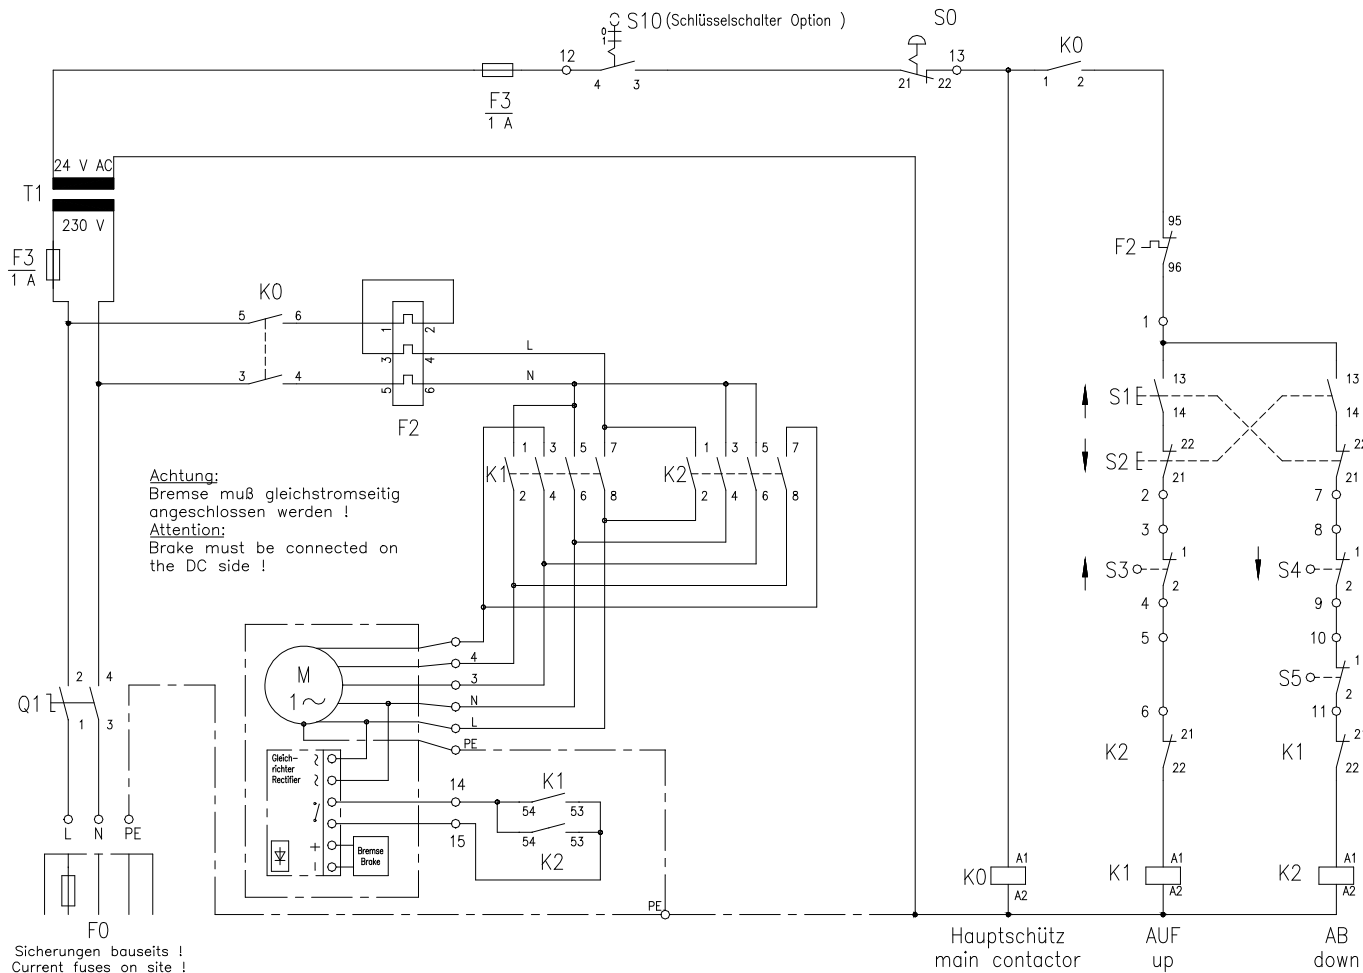 S10 (Schlüsselschalter Option )
0
1
S0
12
13
K0
4
3
21
22
1
2
F3
1 A
24 V AC
T1
230 V
F3
1 A
95
F2
96
K0
5
6
1
2
1
3
4
L
3
4
N
5
6
F2
13
13
S1
14
14
1
3
5
7
1
3
5
7
K1
K2
2
4
6
8
2
4
6
8
22
22
S2
21
21
2
7
3
8
Achtung:
Bremse muß gleichstromseitig
angeschlossen werden !
Attention:
Brake must be connected on
the DC side !
1
1
S3
S4
2
2
4
9
5
10
1
S5
2
6
11
M
1
4
3
N
L
PE
2
4
Q1
1
3
21
21
K2
K1
22
22
Gleich-
richter
Rectifier
14
K1
54
53
54
53
15
K2
+
Bremse
Brake
L
N
PE
A1
A1
A1
K0
K1
K2
A2
A2
A2
PE
F0
Sicherungen bauseits !
Current fuses on site !
Hauptschütz
main contactor
AUF
up
AB
down